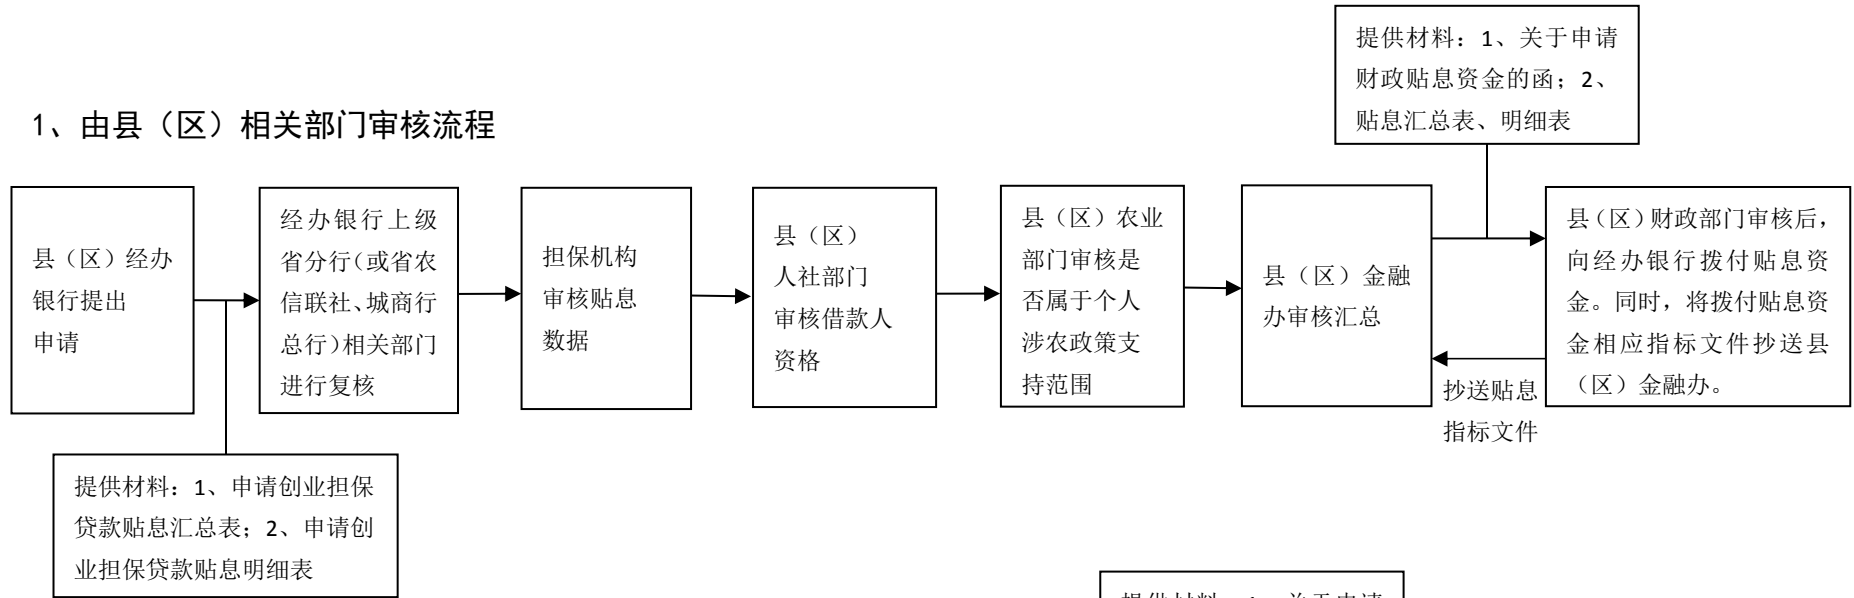 提供材料：1、关于申请
财政贴息资金的函；2、
贴息汇总表、明细表
1、由县（区）相关部门审核流程
县（区）经办
银行提出
申请
经办银行上级
省分行（或省农
信联社、城商行
总行）相关部门
进行复核
担保机构
审核贴息
数据
县（区）
人社部门
审核借款人
资格
县（区）农业
部门审核是
否属于个人
涉农政策支
持范围
县（区）金融
办审核汇总
县（区）财政部门审核后，
向经办银行拨付贴息资
金。同时，将拨付贴息资
金相应指标文件抄送县
（区）金融办。
抄送贴息
指标文件
提供材料：1、申请创业担保
贷款贴息汇总表；2、申请创
业担保贷款贴息明细表